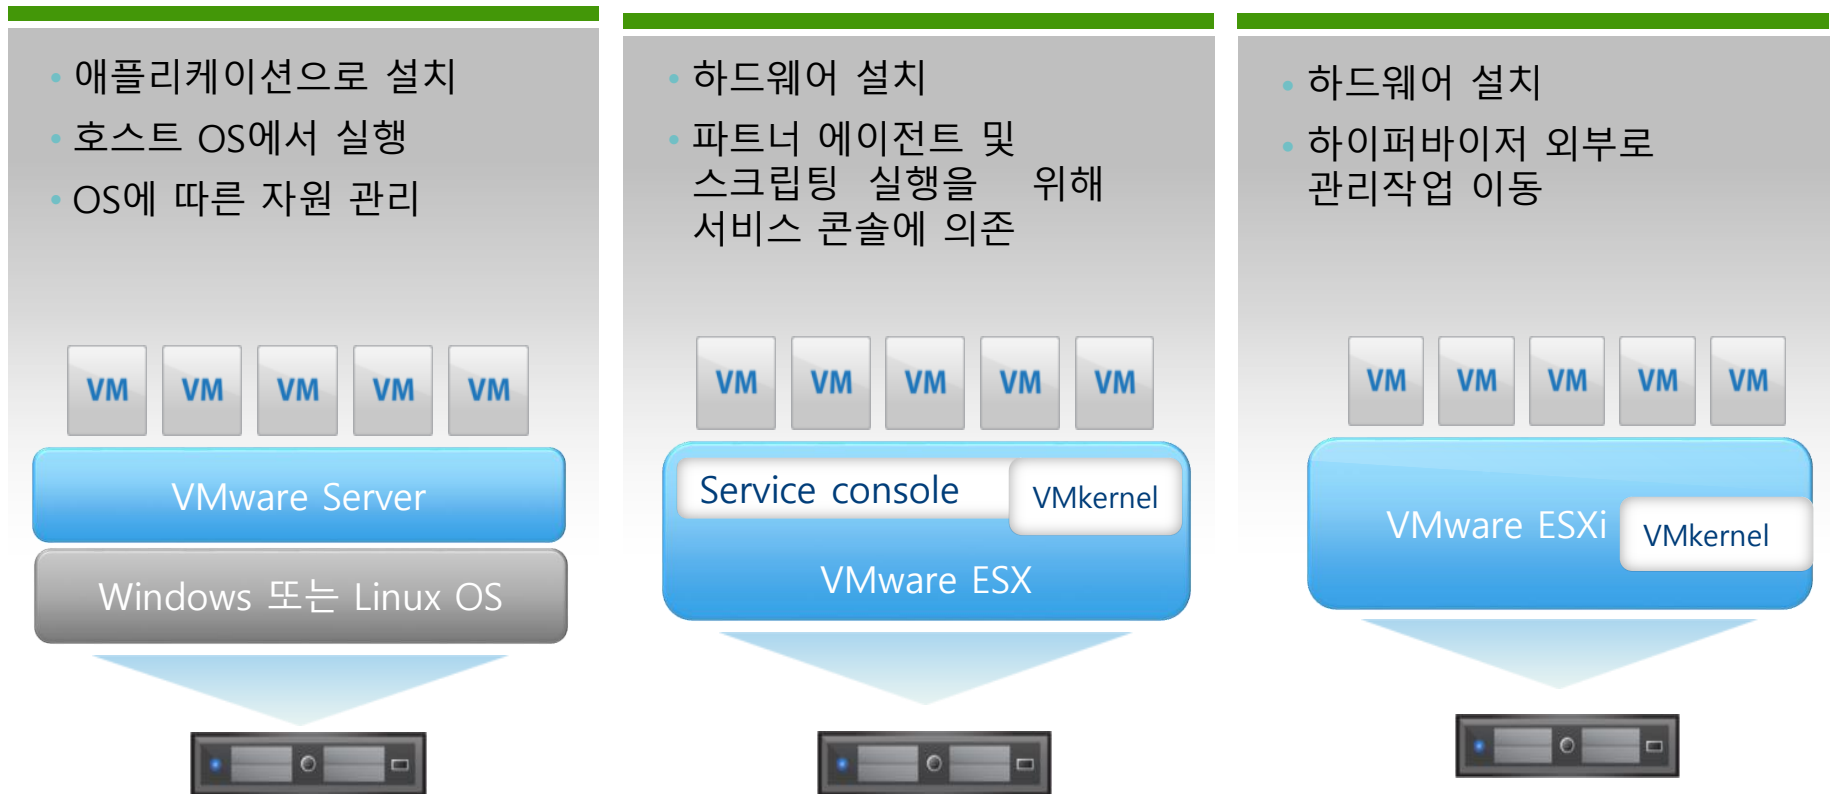 • 애플리케이션으로 설치
• 호스트 OS에서 실행
• OS에 따른 자원 관리
VM VM VM VM VM
VMware Server
Windows 또는 Linux OS
• 하드웨어 설치
• 파트너 에이전트 및
스크립팅 실행을 위해
서비스 콘솔에 의존
VM VM VM VM VM
Service console
VMkernel
VMware ESX
• 하드웨어 설치
• 하이퍼바이저 외부로
관리작업 이동
VM VM VM VM VM
VMware ESXi
VMkernel